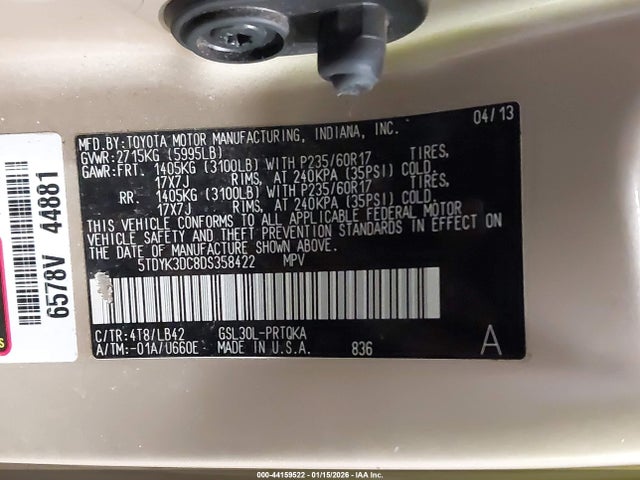 04/13
MFD.BY:TOYOTA MOTOR MANUFACTURING, INDIANA, INC.
GVWR:2715KG (5995LB)
GAWR:FRT. 1405KG (3100LB) WITH P235/60R17 TIRES,
17X7J RIMS, AT 240KPA (35PSI) COLD.
RR. 1405KG (3100LB) WITH P235/60R17 TIRES,
17X7J RIMS, AT 240KPA (35PSI) COLD.
THIS VEHICLE CONFORMS TO ALL APPLICABLE FEDERAL MOTOR
VEHICLE SAFETY AND THEFT PREVENTION STANDARDS IN EFFECT ON
THE DATE OF MANUFACTURE SHOWN ABOVE.
5TDYK3DC8DS358422 MPV
C/TR:4T8/LB42 GSL30L-PRTQKA
A/TM:-01A/U660E MADE IN U.S.A. 836 A
6578V 44881
000-44159522 - 01/15/2026 - IAAI, Inc.